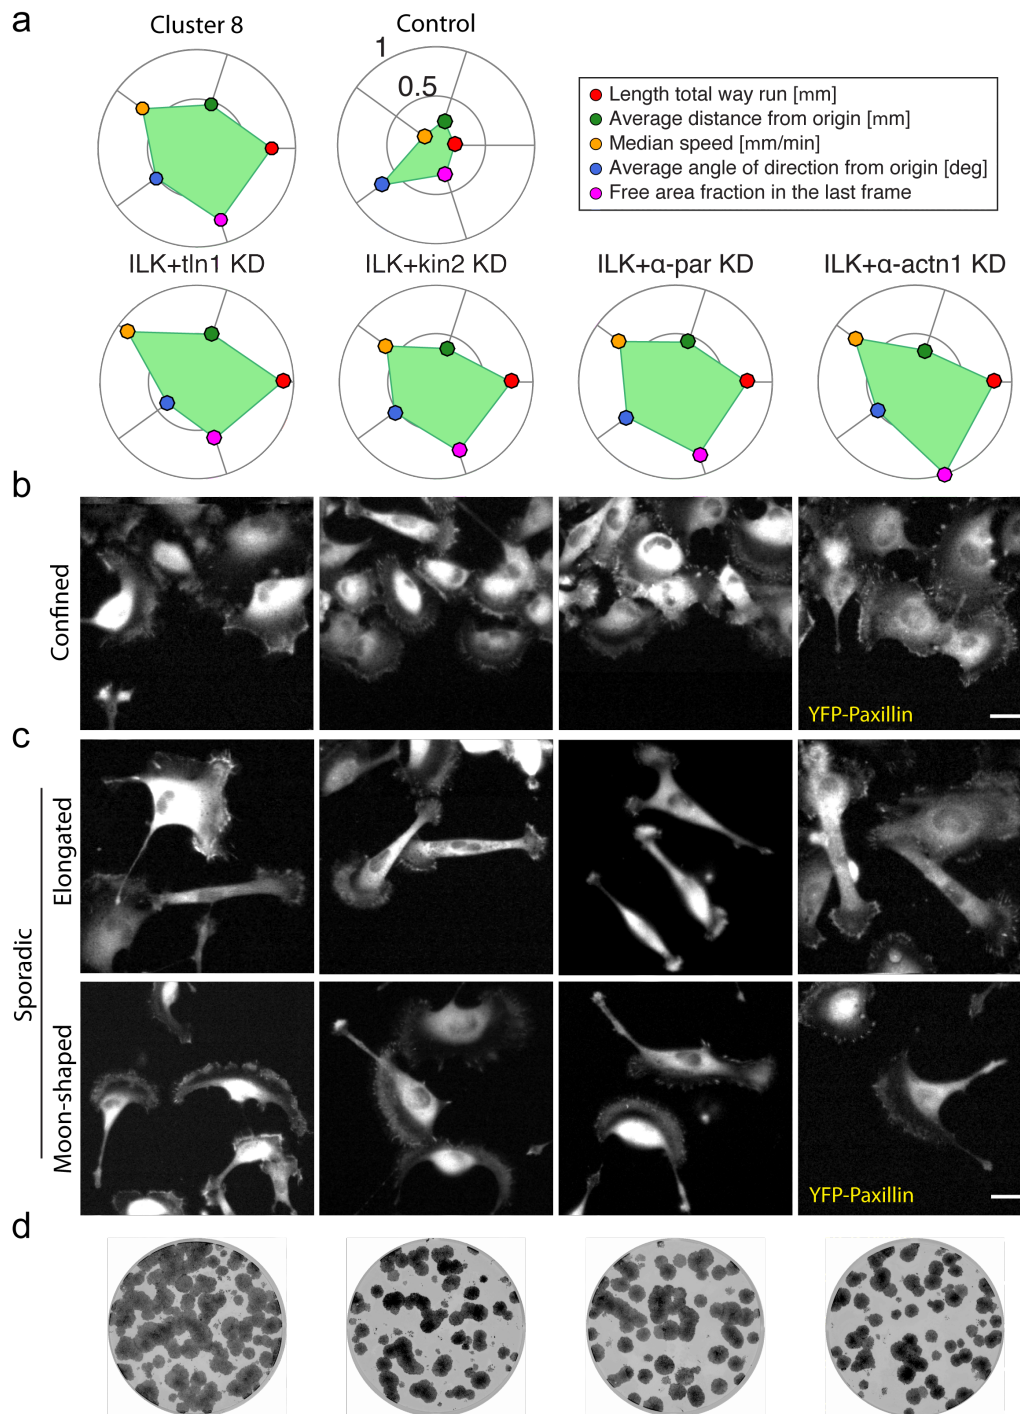 a
Cluster 8
Control
1
0.5
Length total way run [mm]
Average distance from origin [mm]
Median speed [mm/min]
Average angle of direction from origin [deg]
Free area fraction in the last frame
ILK+tln1 KD
ILK+kin2 KD
ILK+α-par KD
ILK+α-actn1 KD
b
Confined
YFP-Paxillin
c
Sporadic
Elongated
Moon-shaped
YFP-Paxillin
d